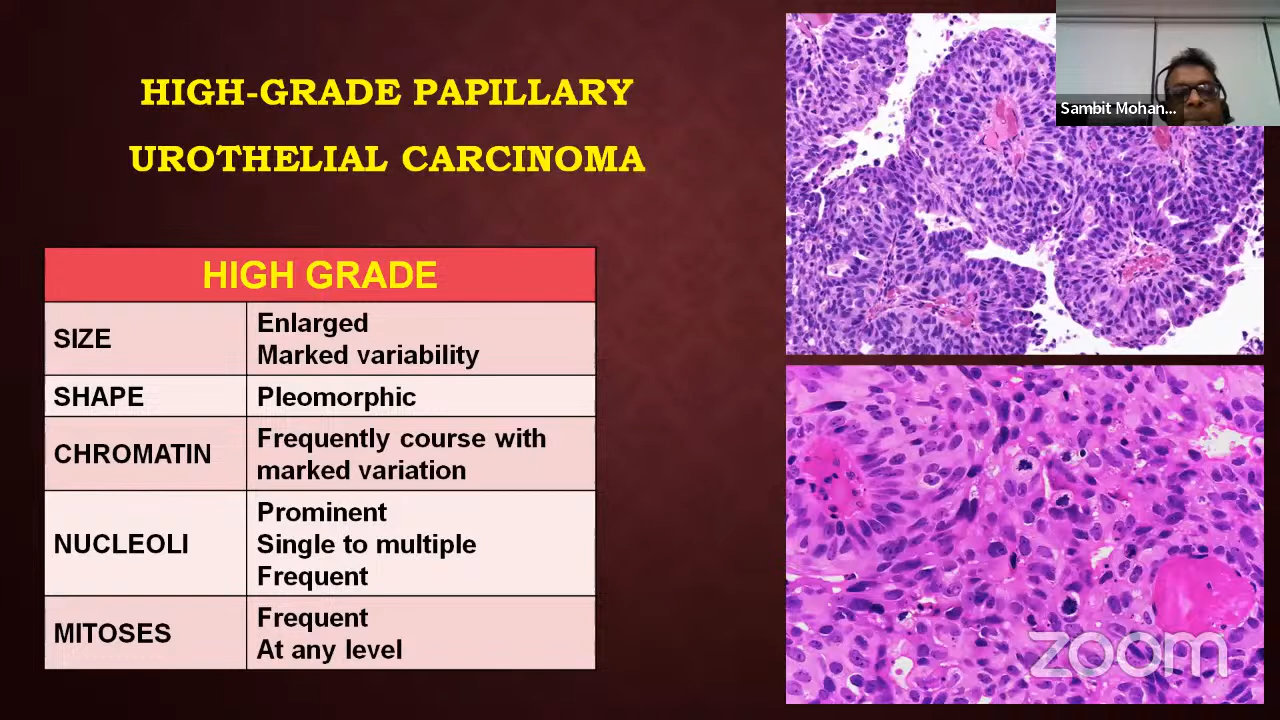 HIGH-GRADE PAPILLARY
UROTHELIAL CARCINOMA
HIGH GRADE
SIZE
Enlarged
Marked variability
SHAPE
Pleomorphic
CHROMATIN
Frequently course with
marked variation
NUCLEOLI
Prominent
Single to multiple
Frequent
MITOSES
Frequent
At any level
Sambit Mohan...
zoom